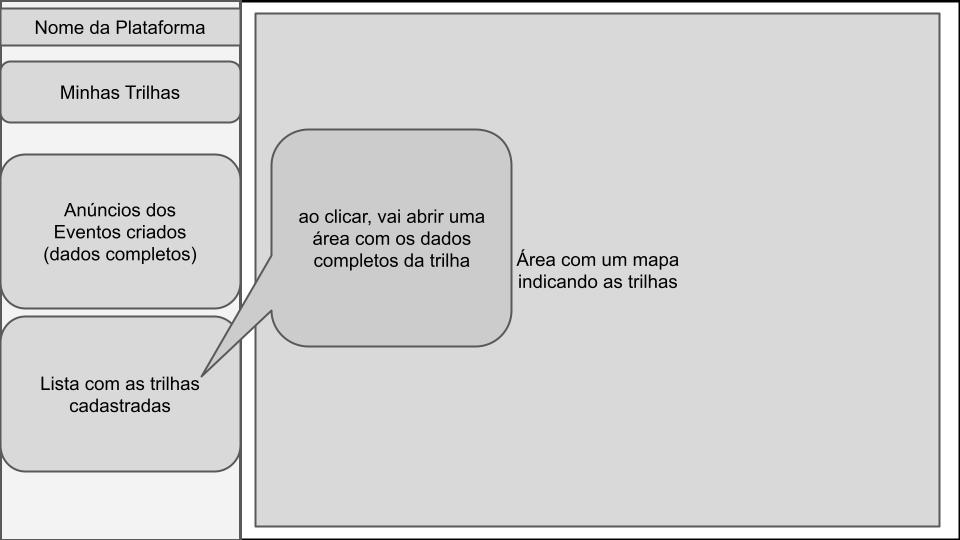 Nome da Plataforma
Minhas Trilhas
Anúncios dos
Eventos criados
(dados completos)
Lista com as trilhas
cadastradas
ao clicar, vai abrir uma
área com os dados
completos da trilha
Área com um mapa
indicando as trilhas